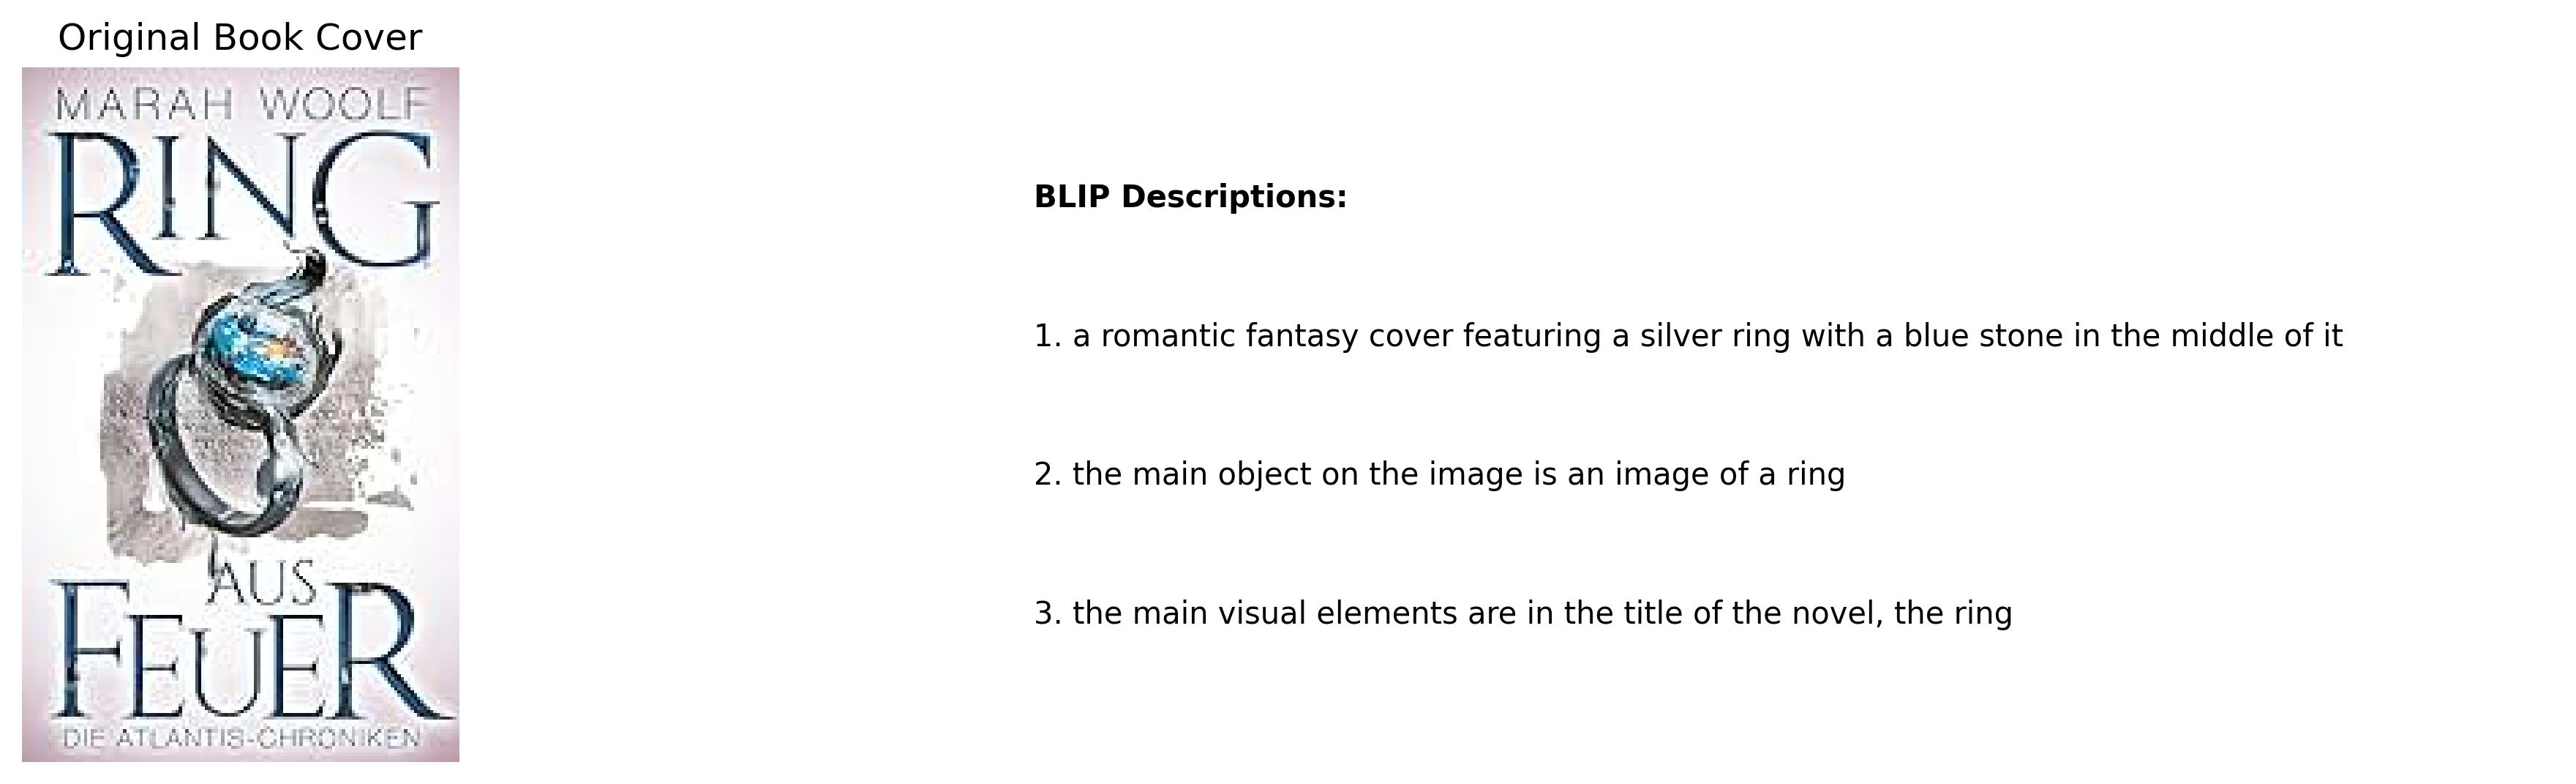 Original Book Cover
MARAH WOOLF
RING
AUS
FEUER
DIE ATLANTIS-CHRONIKEN
BLIP Descriptions:
1. a romantic fantasy cover featuring a silver ring with a blue stone in the middle of it
2. the main object on the image is an image of a ring
3. the main visual elements are in the title of the novel, the ring